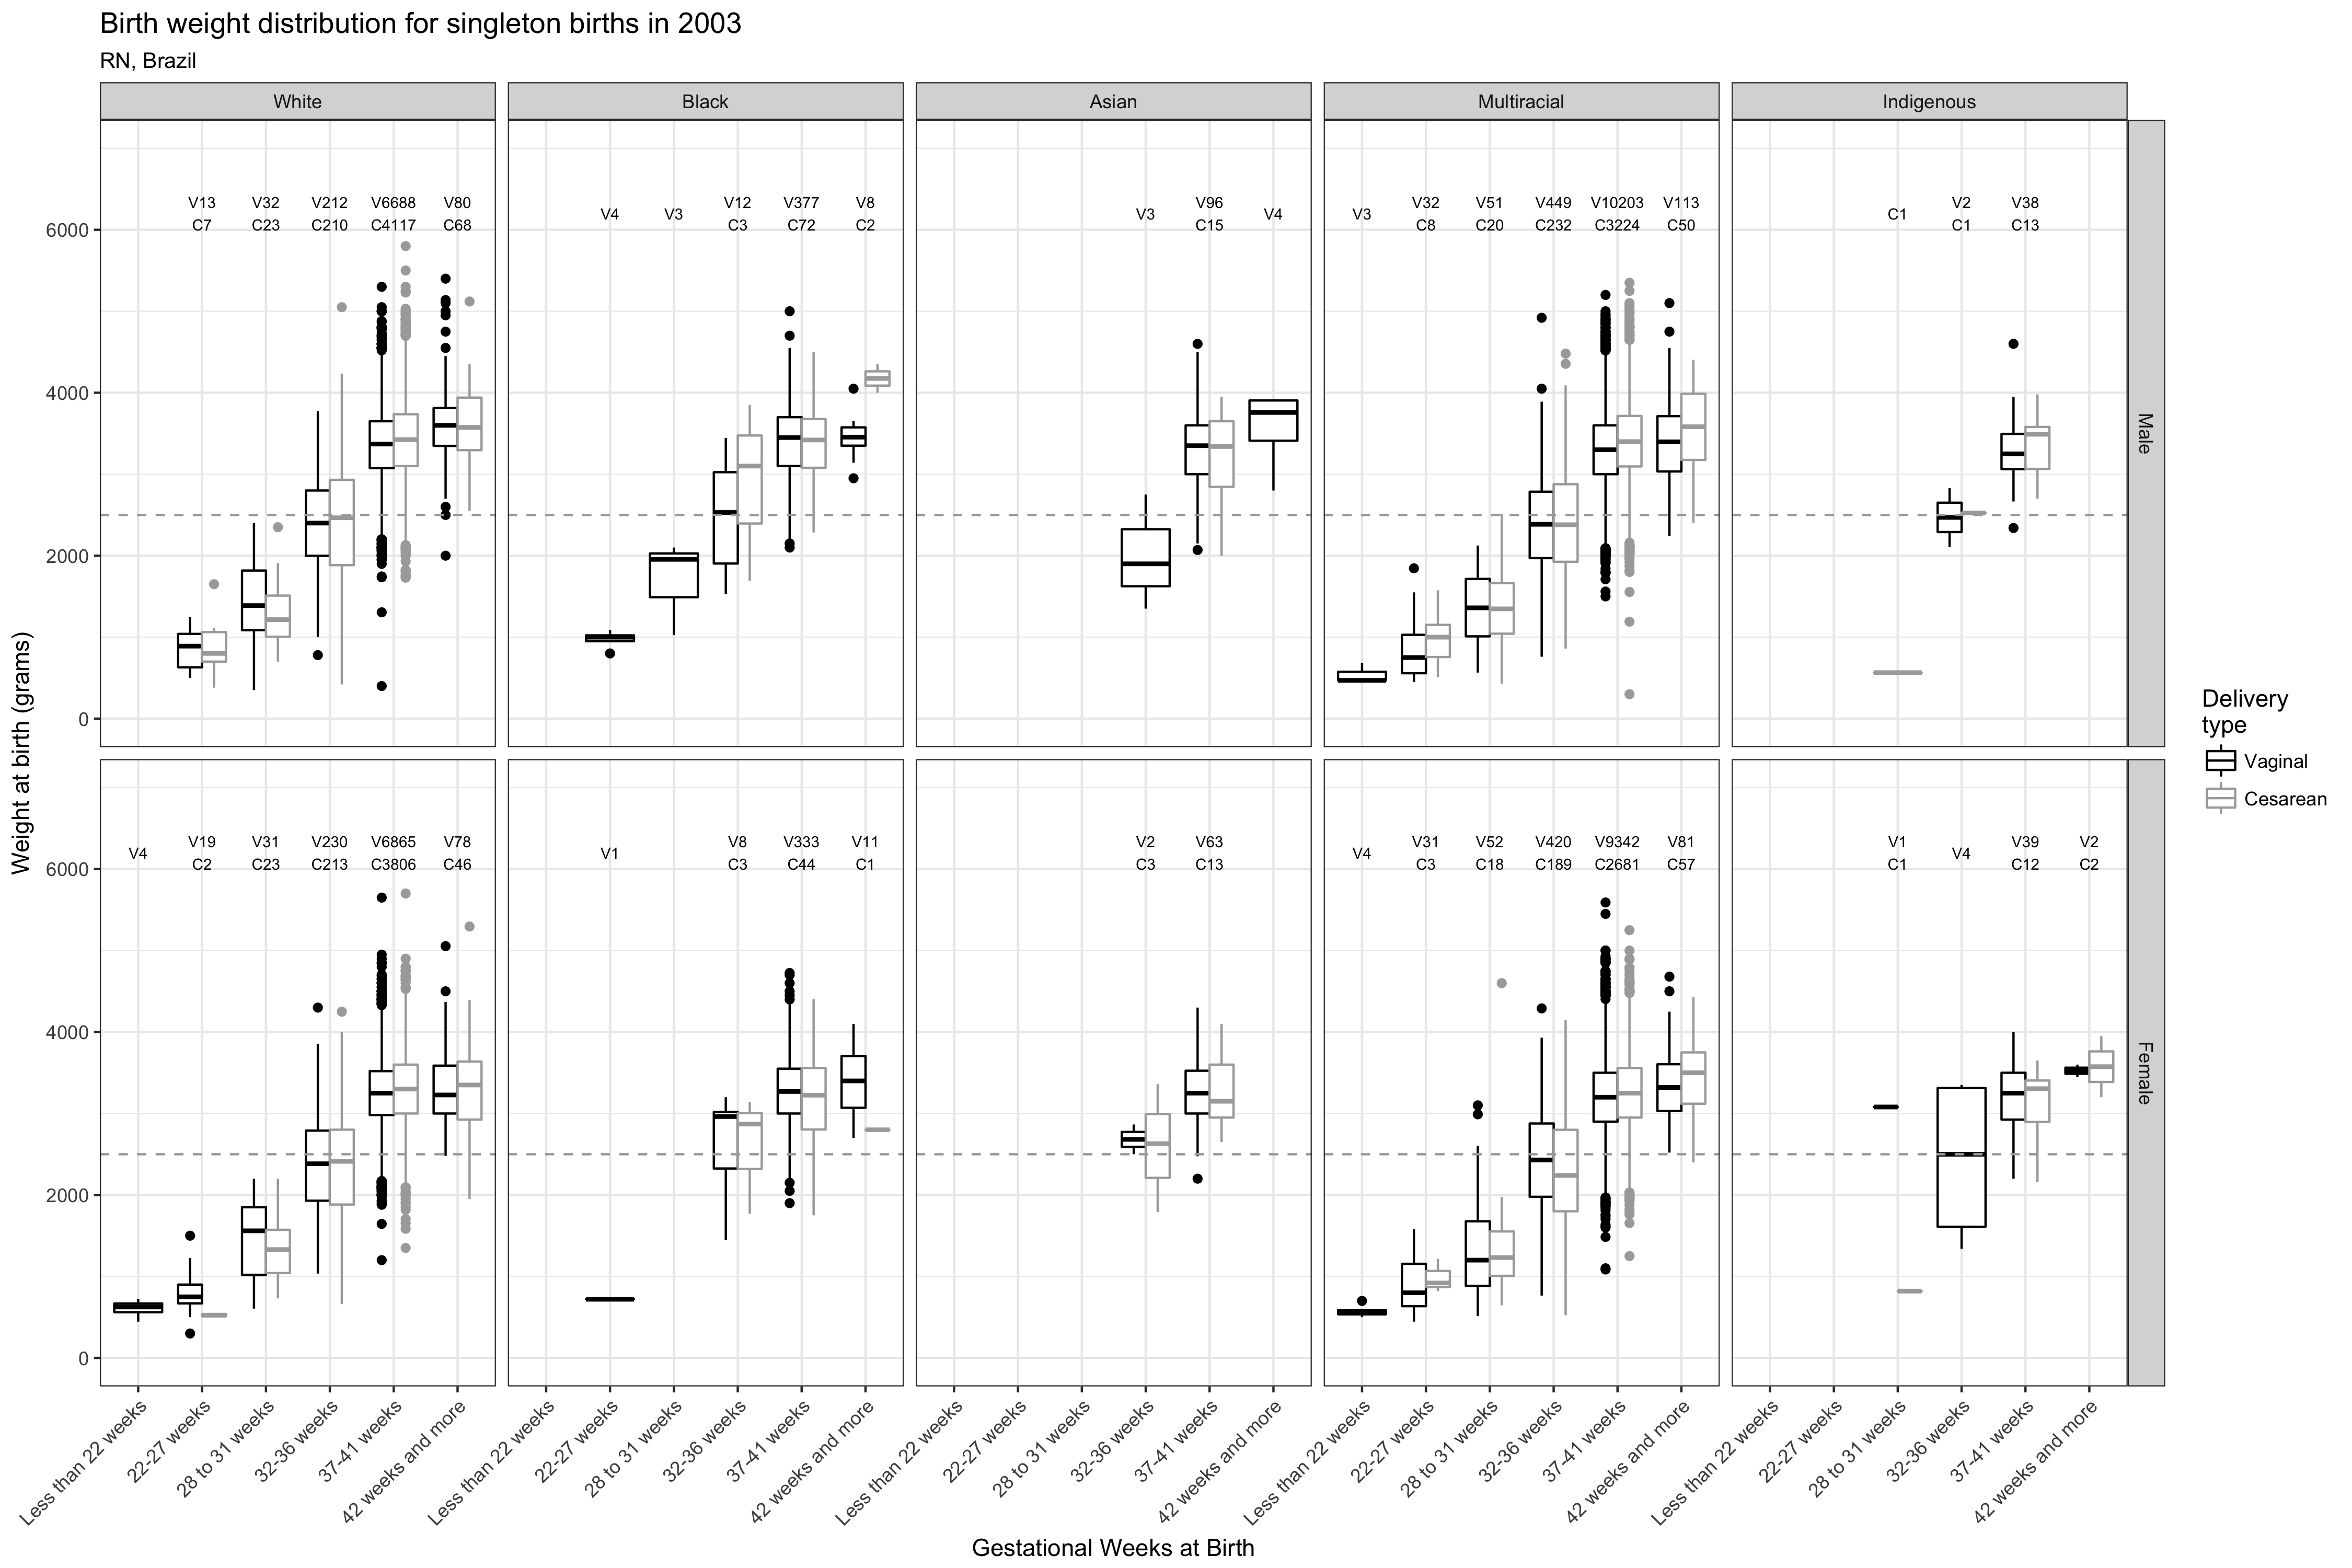 Birth weight distribution for singleton births in 2003
RN, Brazil
White Black Asian Multiracial Indigenous
V13 V32 V212 V6688 V80
C7 C23 C210 C4117 C68
V4 V3 V12 V377 V8
C3 C72 C2
V3 V96 V4
C15
V3 V32 V51 V449 V10203 V113
C8 C20 C232 C3224 C50
C1 V2 V38
C1 C13
6000
4000
2000
0
Male
V4 V19 V31 V230 V6865 V78
C2 C23 C213 C3806 C46
V1 V8 V333 V11
C3 C44 C1
V2 V63
C3 C13
V4 V31 V52 V420 V9342 V81
C3 C18 C189 C2681 C57
V1 V4 V39 V2
C1 C12 C2
6000
4000
2000
0
Female
Weight at birth (grams)
Delivery
type
Vaginal
Cesarean
Less than 22 weeks
22-27 weeks
28 to 31 weeks
32-36 weeks
37-41 weeks
42 weeks and more
Less than 22 weeks
22-27 weeks
28 to 31 weeks
32-36 weeks
37-41 weeks
42 weeks and more
Less than 22 weeks
22-27 weeks
28 to 31 weeks
32-36 weeks
37-41 weeks
42 weeks and more
Less than 22 weeks
22-27 weeks
28 to 31 weeks
32-36 weeks
37-41 weeks
42 weeks and more
Less than 22 weeks
22-27 weeks
28 to 31 weeks
32-36 weeks
37-41 weeks
42 weeks and more
Gestational Weeks at Birth